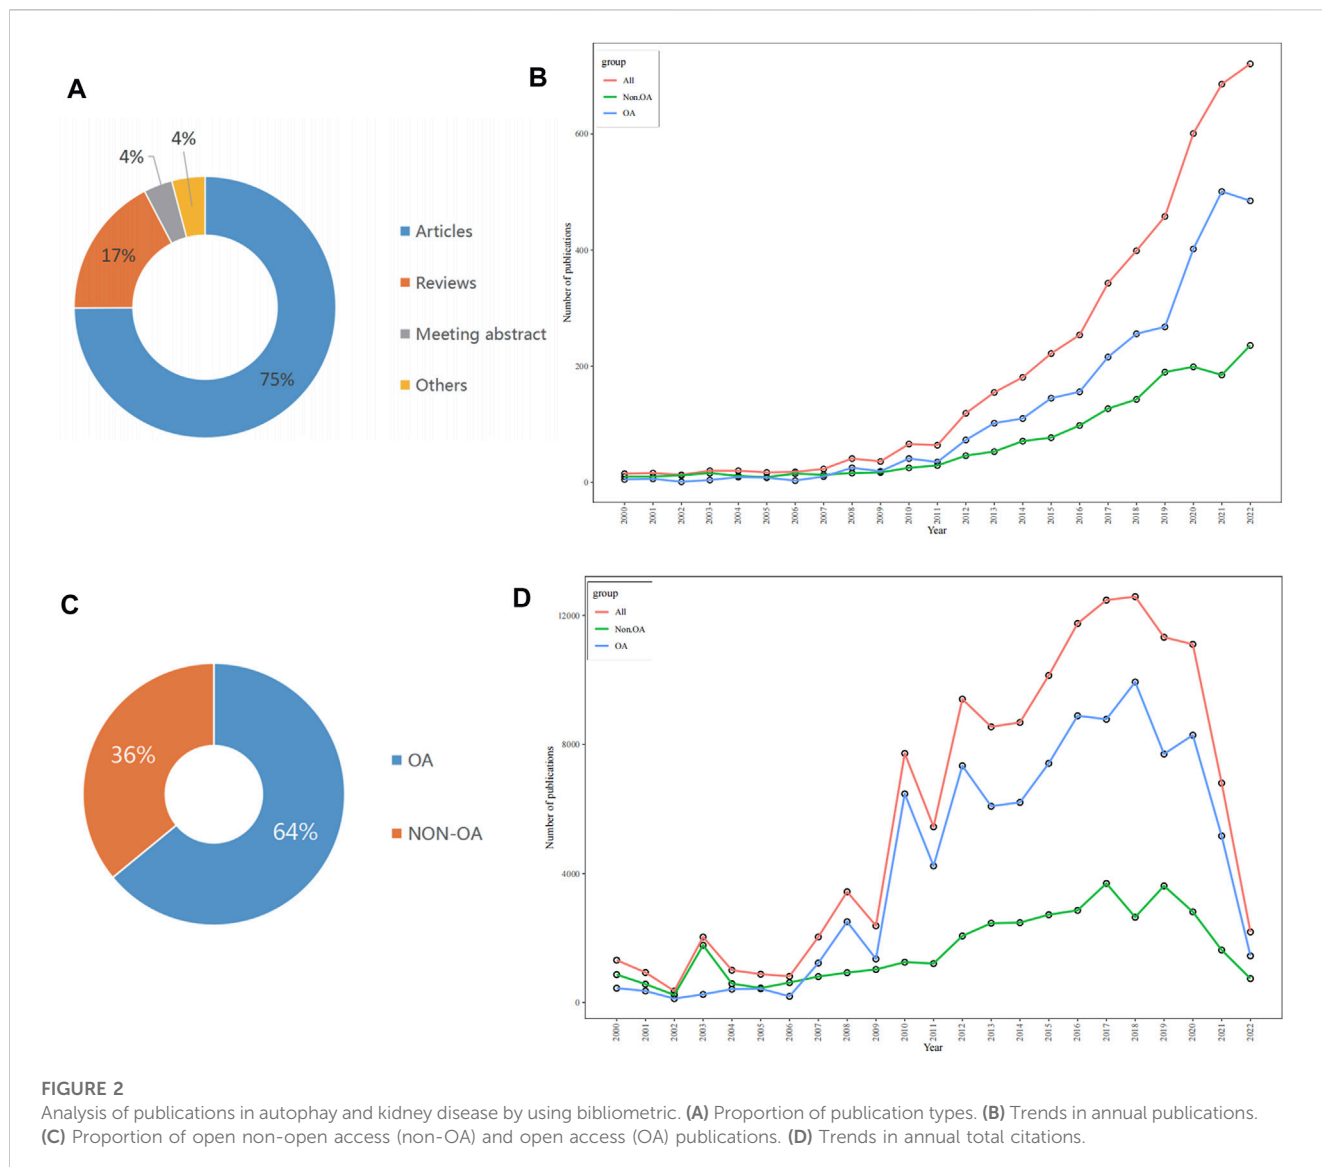 A
4%
4%
17%
75%
Articles
Reviews
Meeting abstract
Others
B
group
All
Non.OA
OA
Number of publications
600
400
200
0
2000
2001
2002
2003
2004
2005
2006
2007
2008
2009
2010
2011
2012
2013
2014
2015
2016
2017
2018
2019
2020
2021
2022
Year
C
36%
64%
OA
NON-OA
D
group
All
Non.OA
OA
Number of publications
12000
8000
4000
0
2000
2001
2002
2003
2004
2005
2006
2007
2008
2009
2010
2011
2012
2013
2014
2015
2016
2017
2018
2019
2020
2021
2022
Year
FIGURE 2
Analysis of publications in autophay and kidney disease by using bibliometric. (A) Proportion of publication types. (B) Trends in annual publications.
(C) Proportion of open non-open access (non-OA) and open access (OA) publications. (D) Trends in annual total citations.